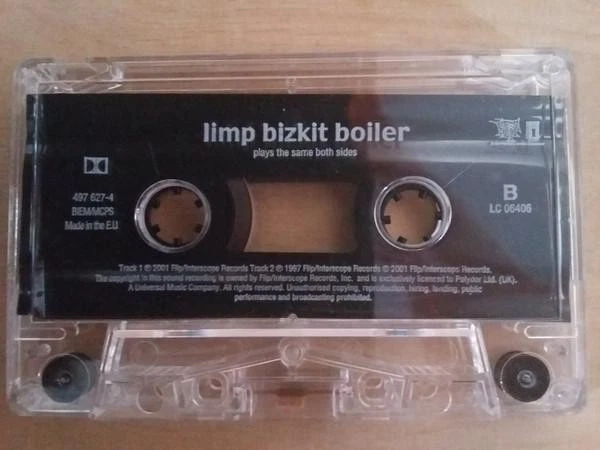 limp bizkit boiler
plays the same both sides
497 627-4
BIEM/MCPS
Made in the E.U
B
LC 06406
Track 1 ℗ 2001 Flip/Interscope Records Track 2 ℗ 1997 Flip/Interscope Records © 2001 Flip/Interscope Records.
The copyright in this sound recording is owned by Flip/Interscope Records, Inc. and is exclusively licenced to Polydor Ltd. (UK).
A Universal Music Company. All rights reserved. Unauthorised copying, reproduction, hiring, lending, public
performance and broadcasting prohibited.